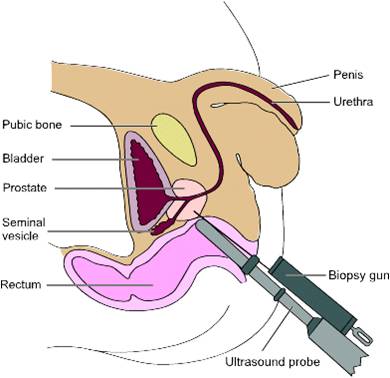 Penis
Urethra
Pubic bone
Bladder
Prostate
Seminal
vesicle
Rectum
Biopsy gun
Ultrasound probe